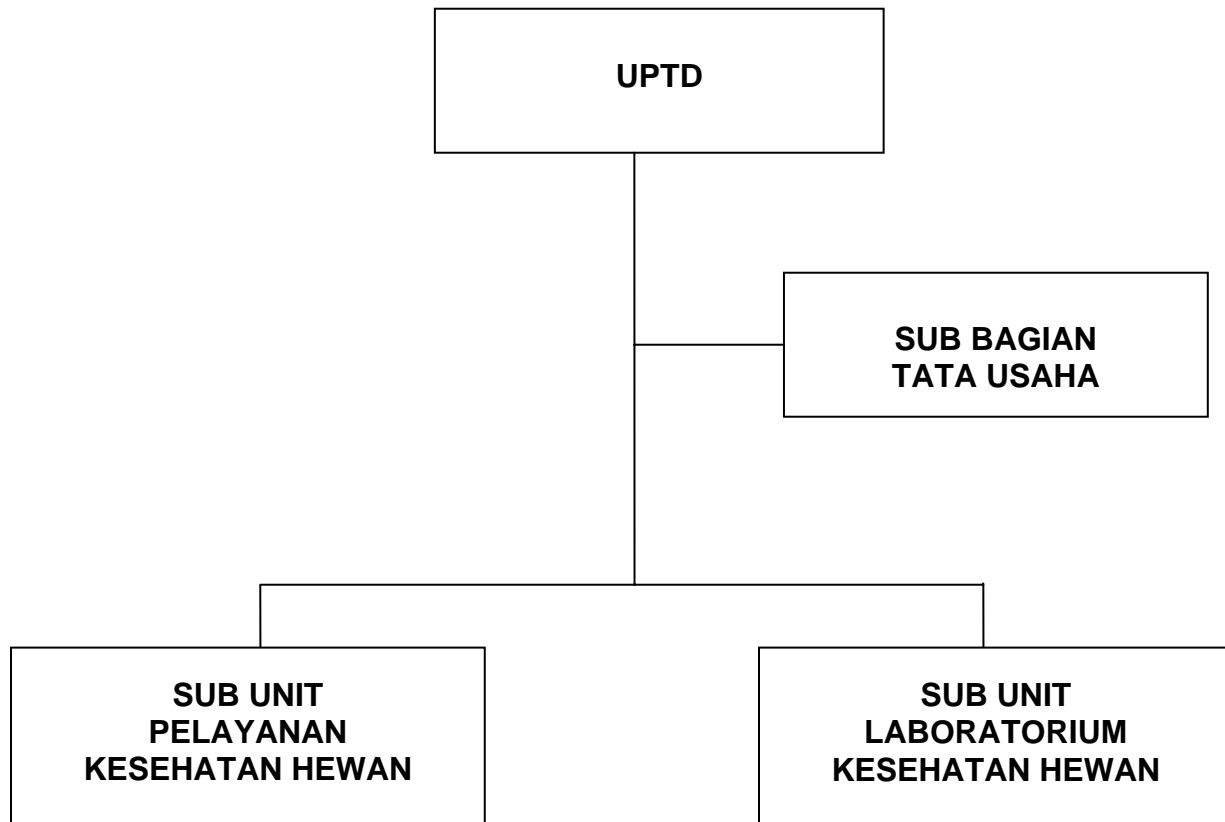 UPTD
SUB BAGIAN
TATA USAHA
SUB UNIT
PELAYANAN
KESEHATAN HEWAN
SUB UNIT
LABORATORIUM
KESEHATAN HEWAN